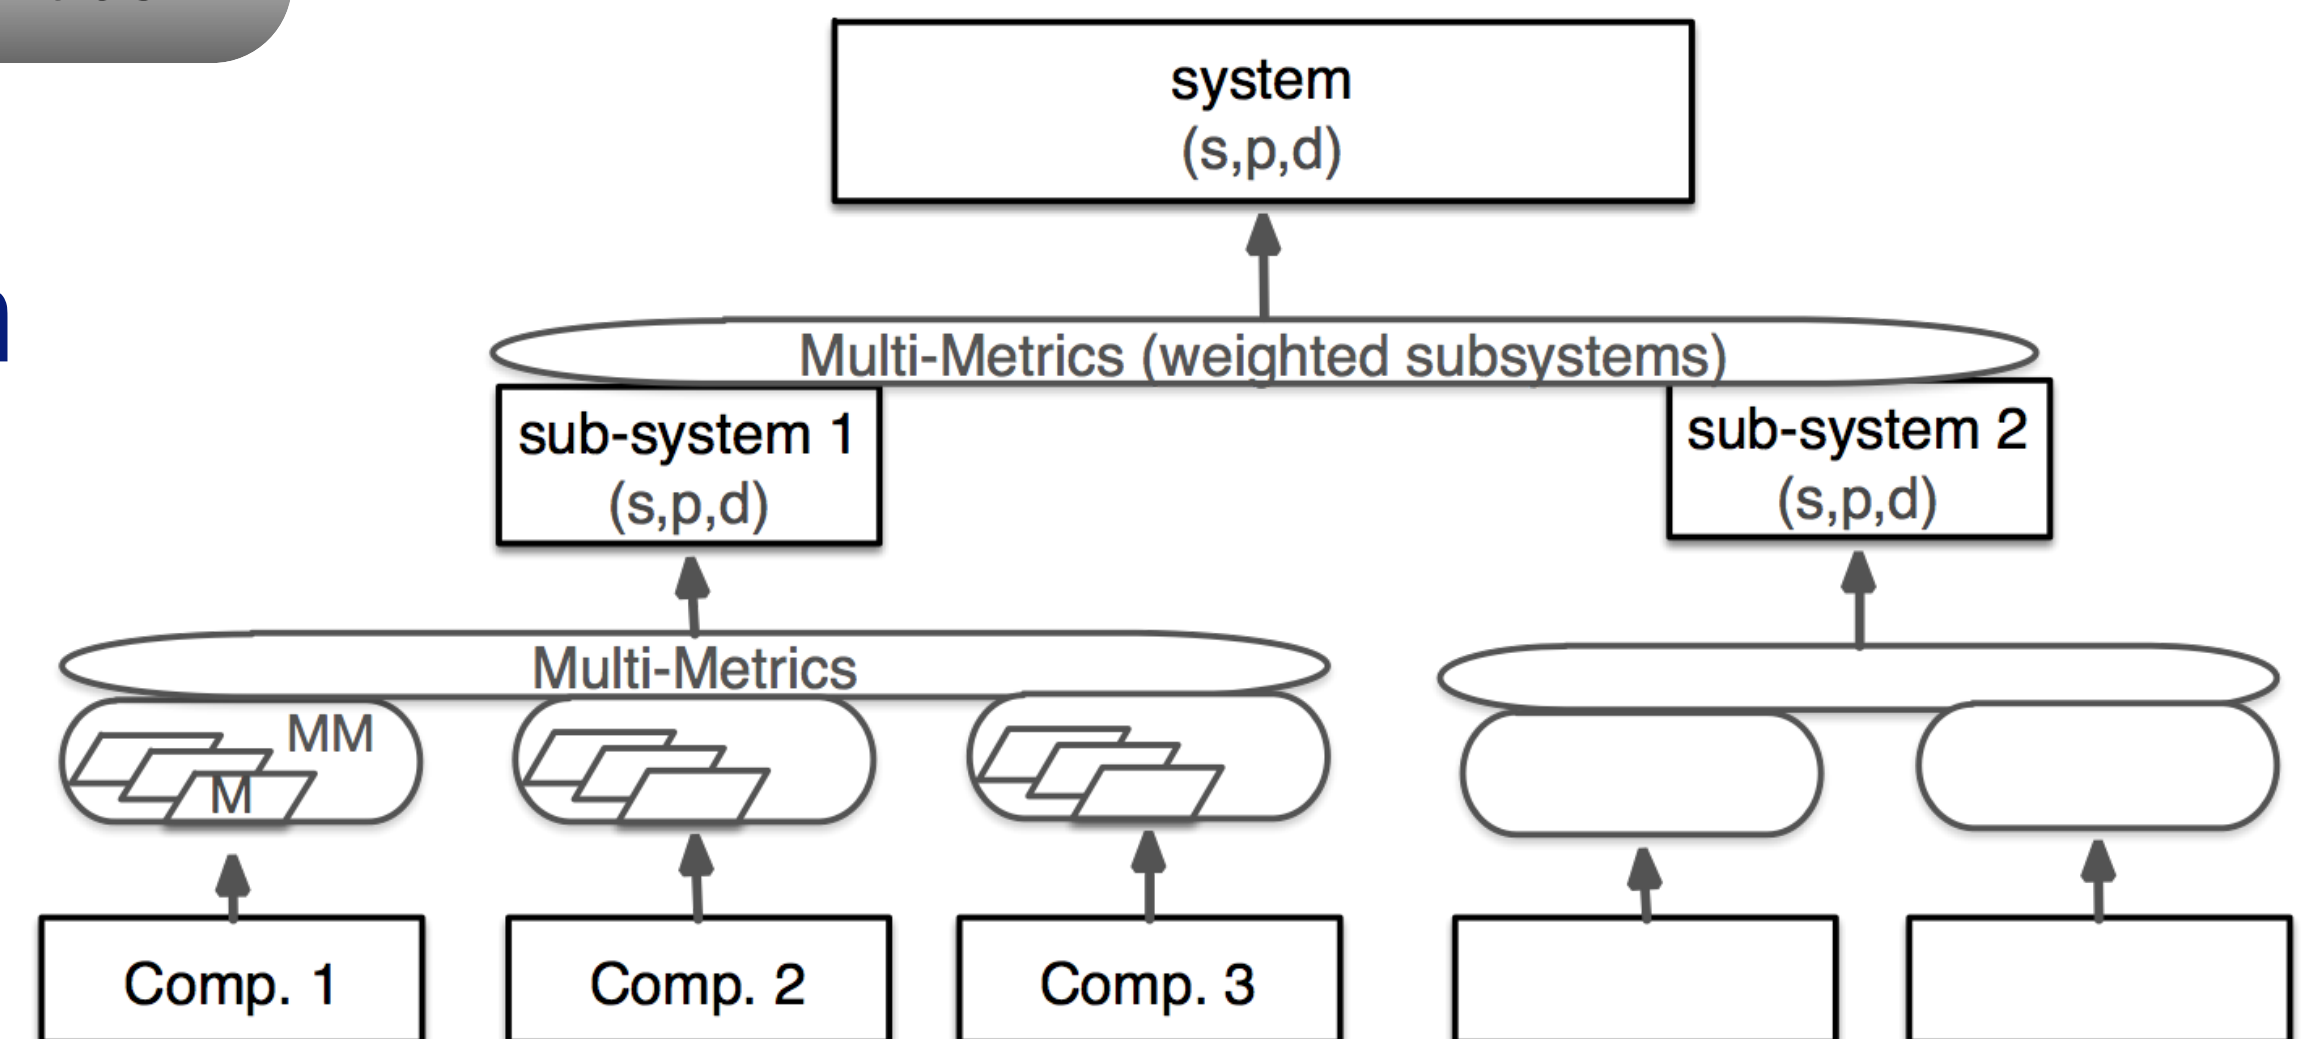 system
(s,p,d)
Multi-Metrics (weighted subsystems)
sub-system 1
(s,p,d)
sub-system 2
(s,p,d)
Multi-Metrics
MM
M
Comp. 1
Comp. 2
Comp. 3